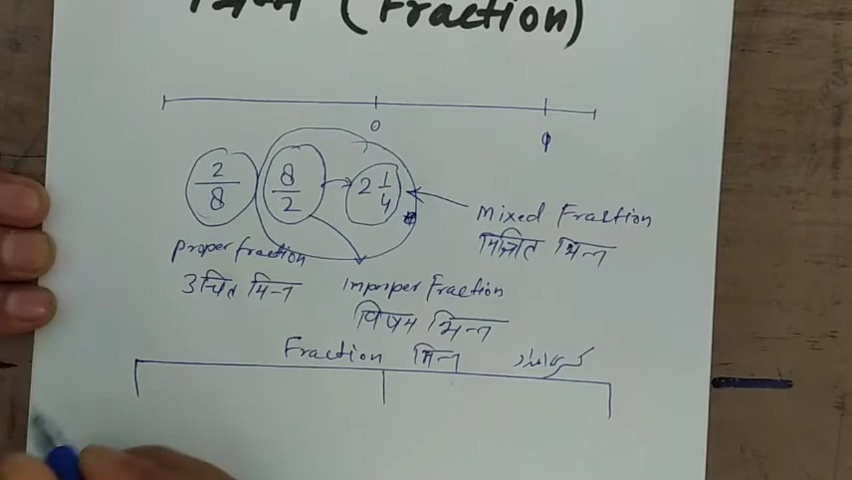 भिन्न (Fraction)
0 1
2/8 8/2 → 2 1/4
Mixed Fraction
मिश्रित भिन्न
proper fraction
उचित भिन्न
Improper Fraction
विषम भिन्न
Fraction भिन्न